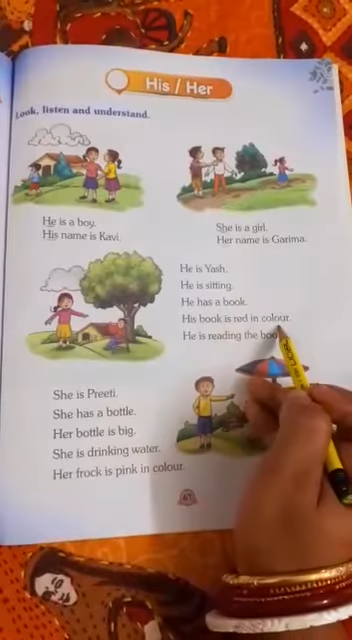 His / Her
Look, listen and understand.
He is a boy.
His name is Kavi.
She is a girl.
Her name is Garima.
He is Yash.
He is sitting.
He has a book.
His book is red in colour.
He is reading the
She is Preeti.
She has a bottle.
Her bottle is big.
She is drinking water.
Her frock is pink in colour.